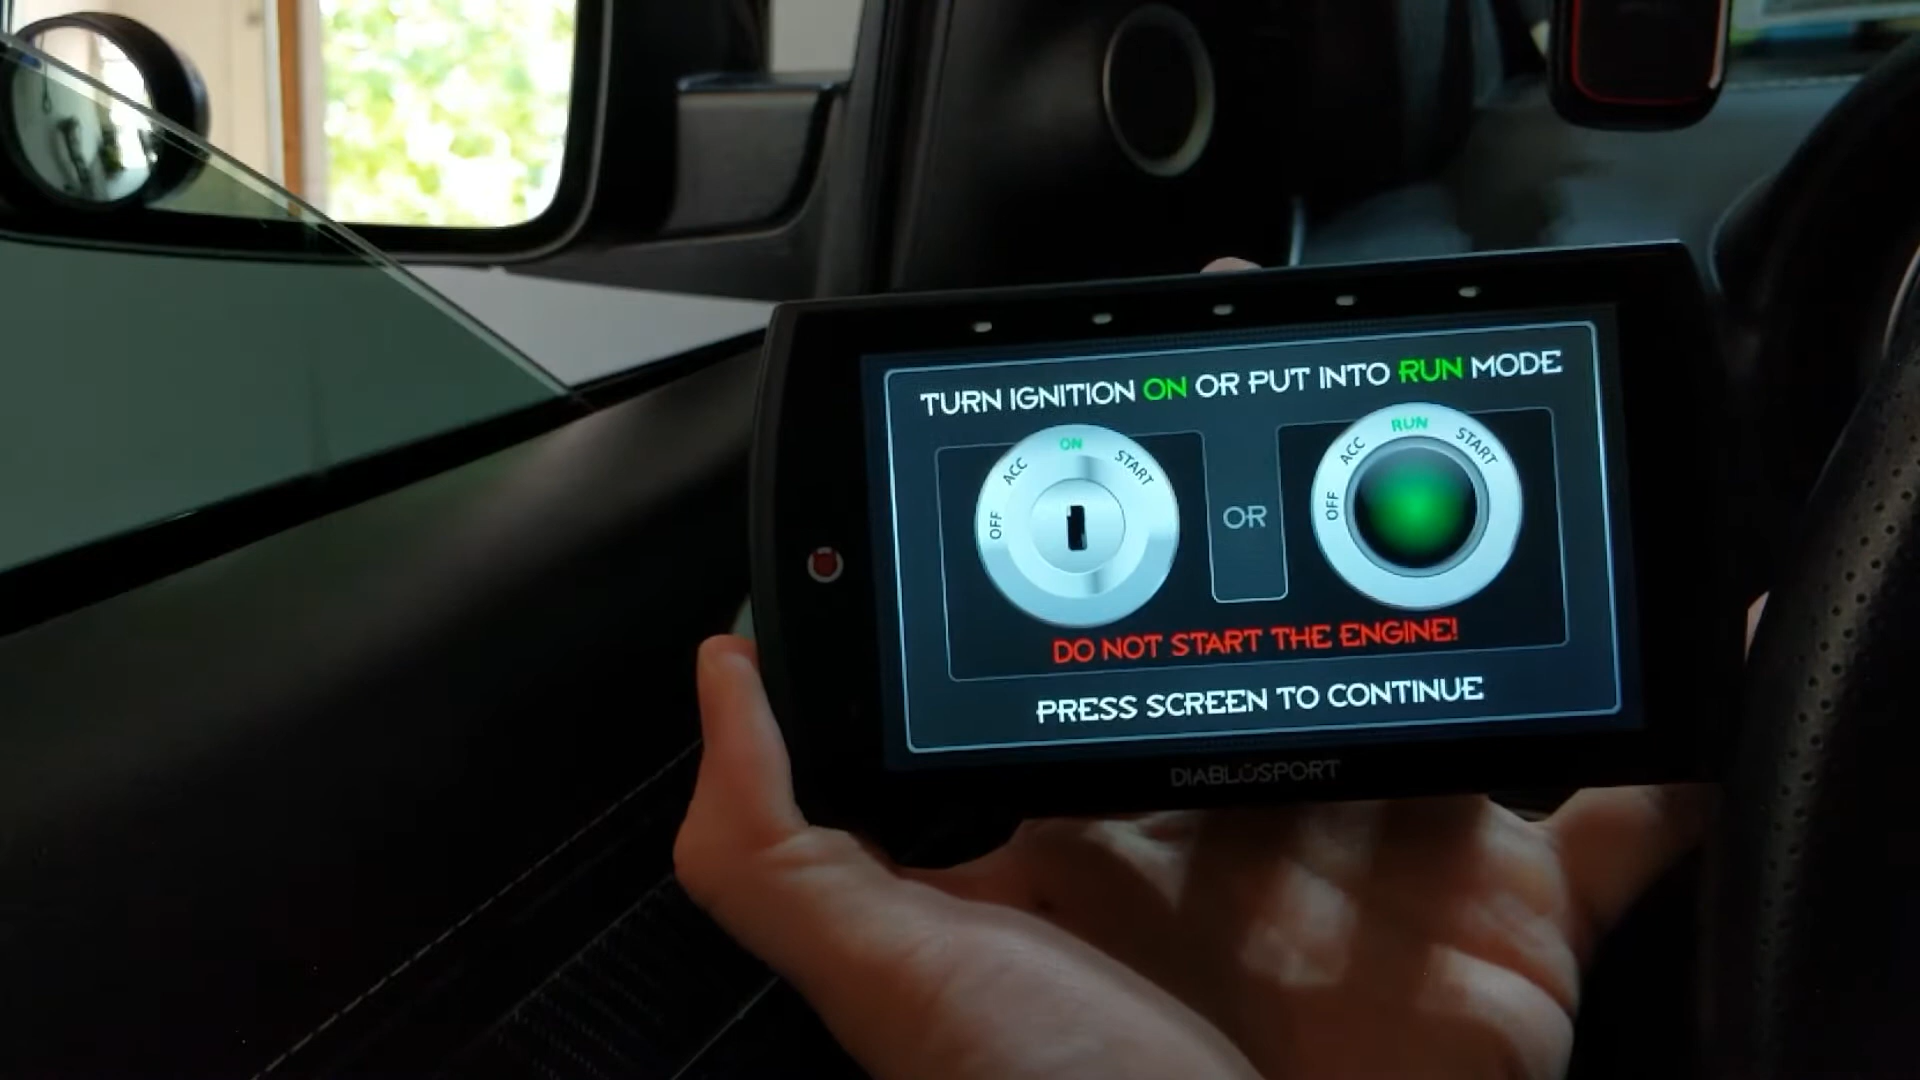 TURN IGNITION ON OR PUT INTO RUN MODE
OFF ACC ON START
OR
OFF ACC RUN START
DO NOT START THE ENGINE!
PRESS SCREEN TO CONTINUE
DIABLOSPORT